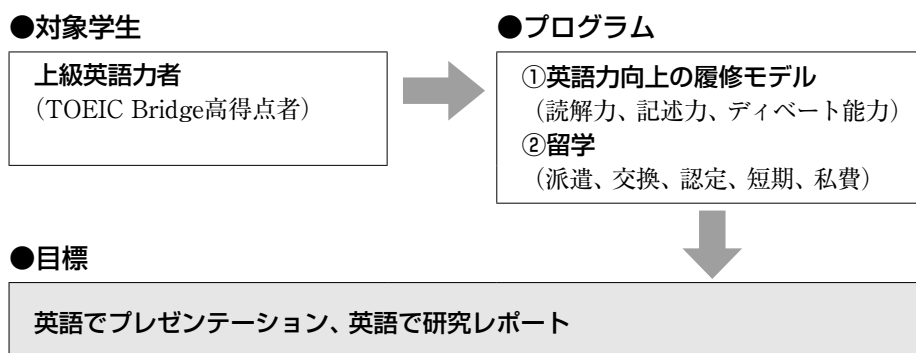 ●対象学生
上級英語力者
（TOEIC Bridge高得点者）
●プログラム
①英語力向上の履修モデル
（読解力、記述力、ディベート能力）
②留学
（派遣、交換、認定、短期、私費）
●目標
英語でプレゼンテーション、英語で研究レポート